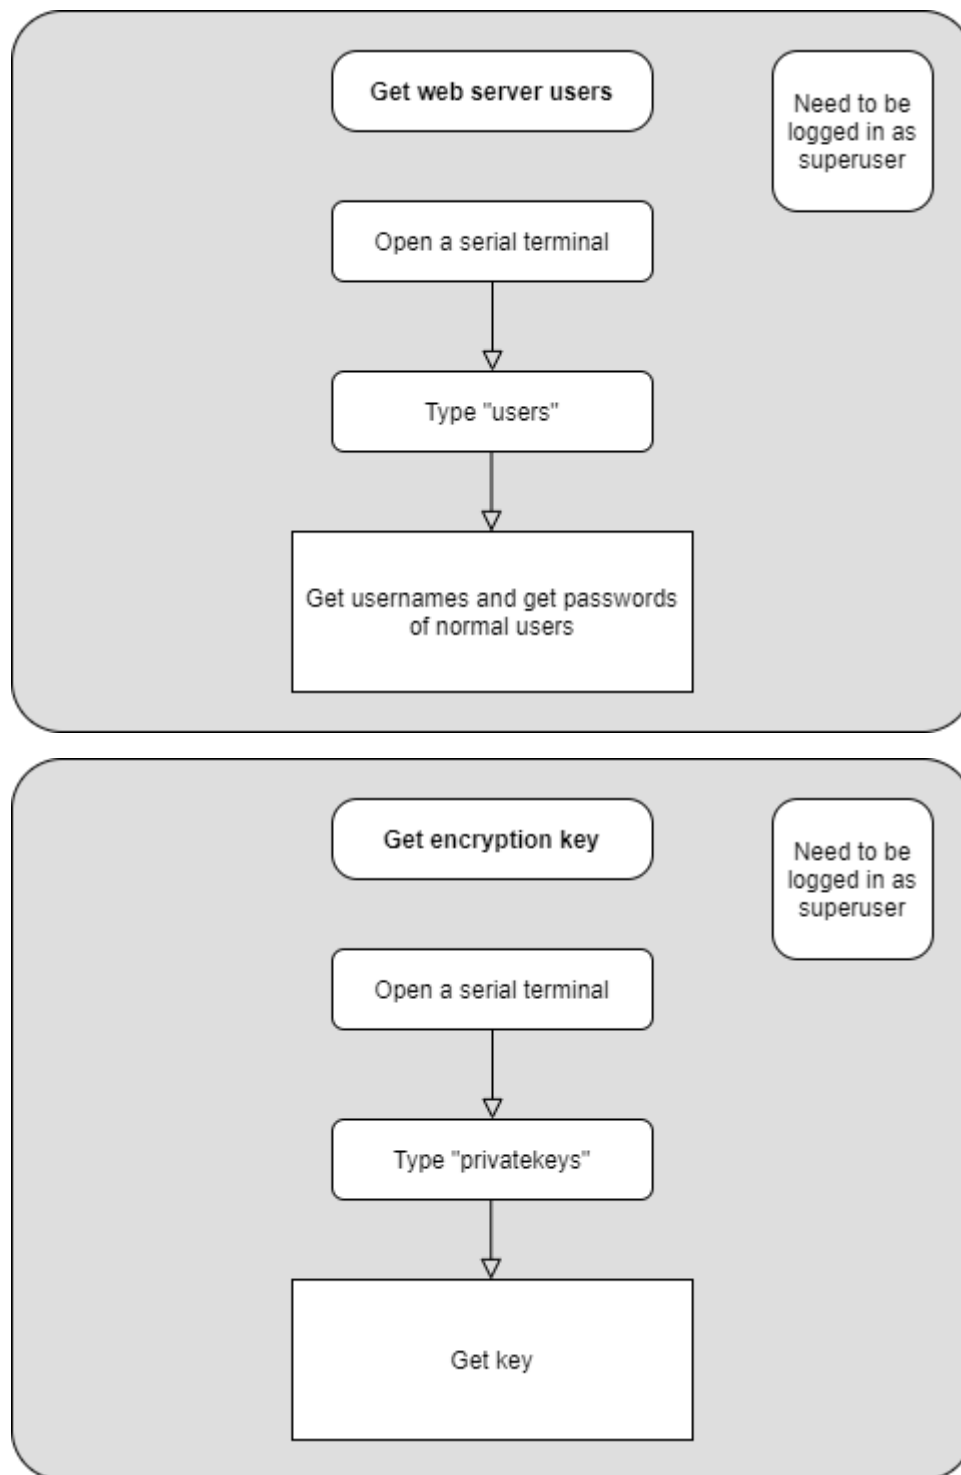 Get web server users
Need to be
logged in as
superuser
Open a serial terminal
Type "users"
Get usernames and get passwords
of normal users
Get encryption key
Need to be
logged in as
superuser
Open a serial terminal
Type "privatekeys"
Get key